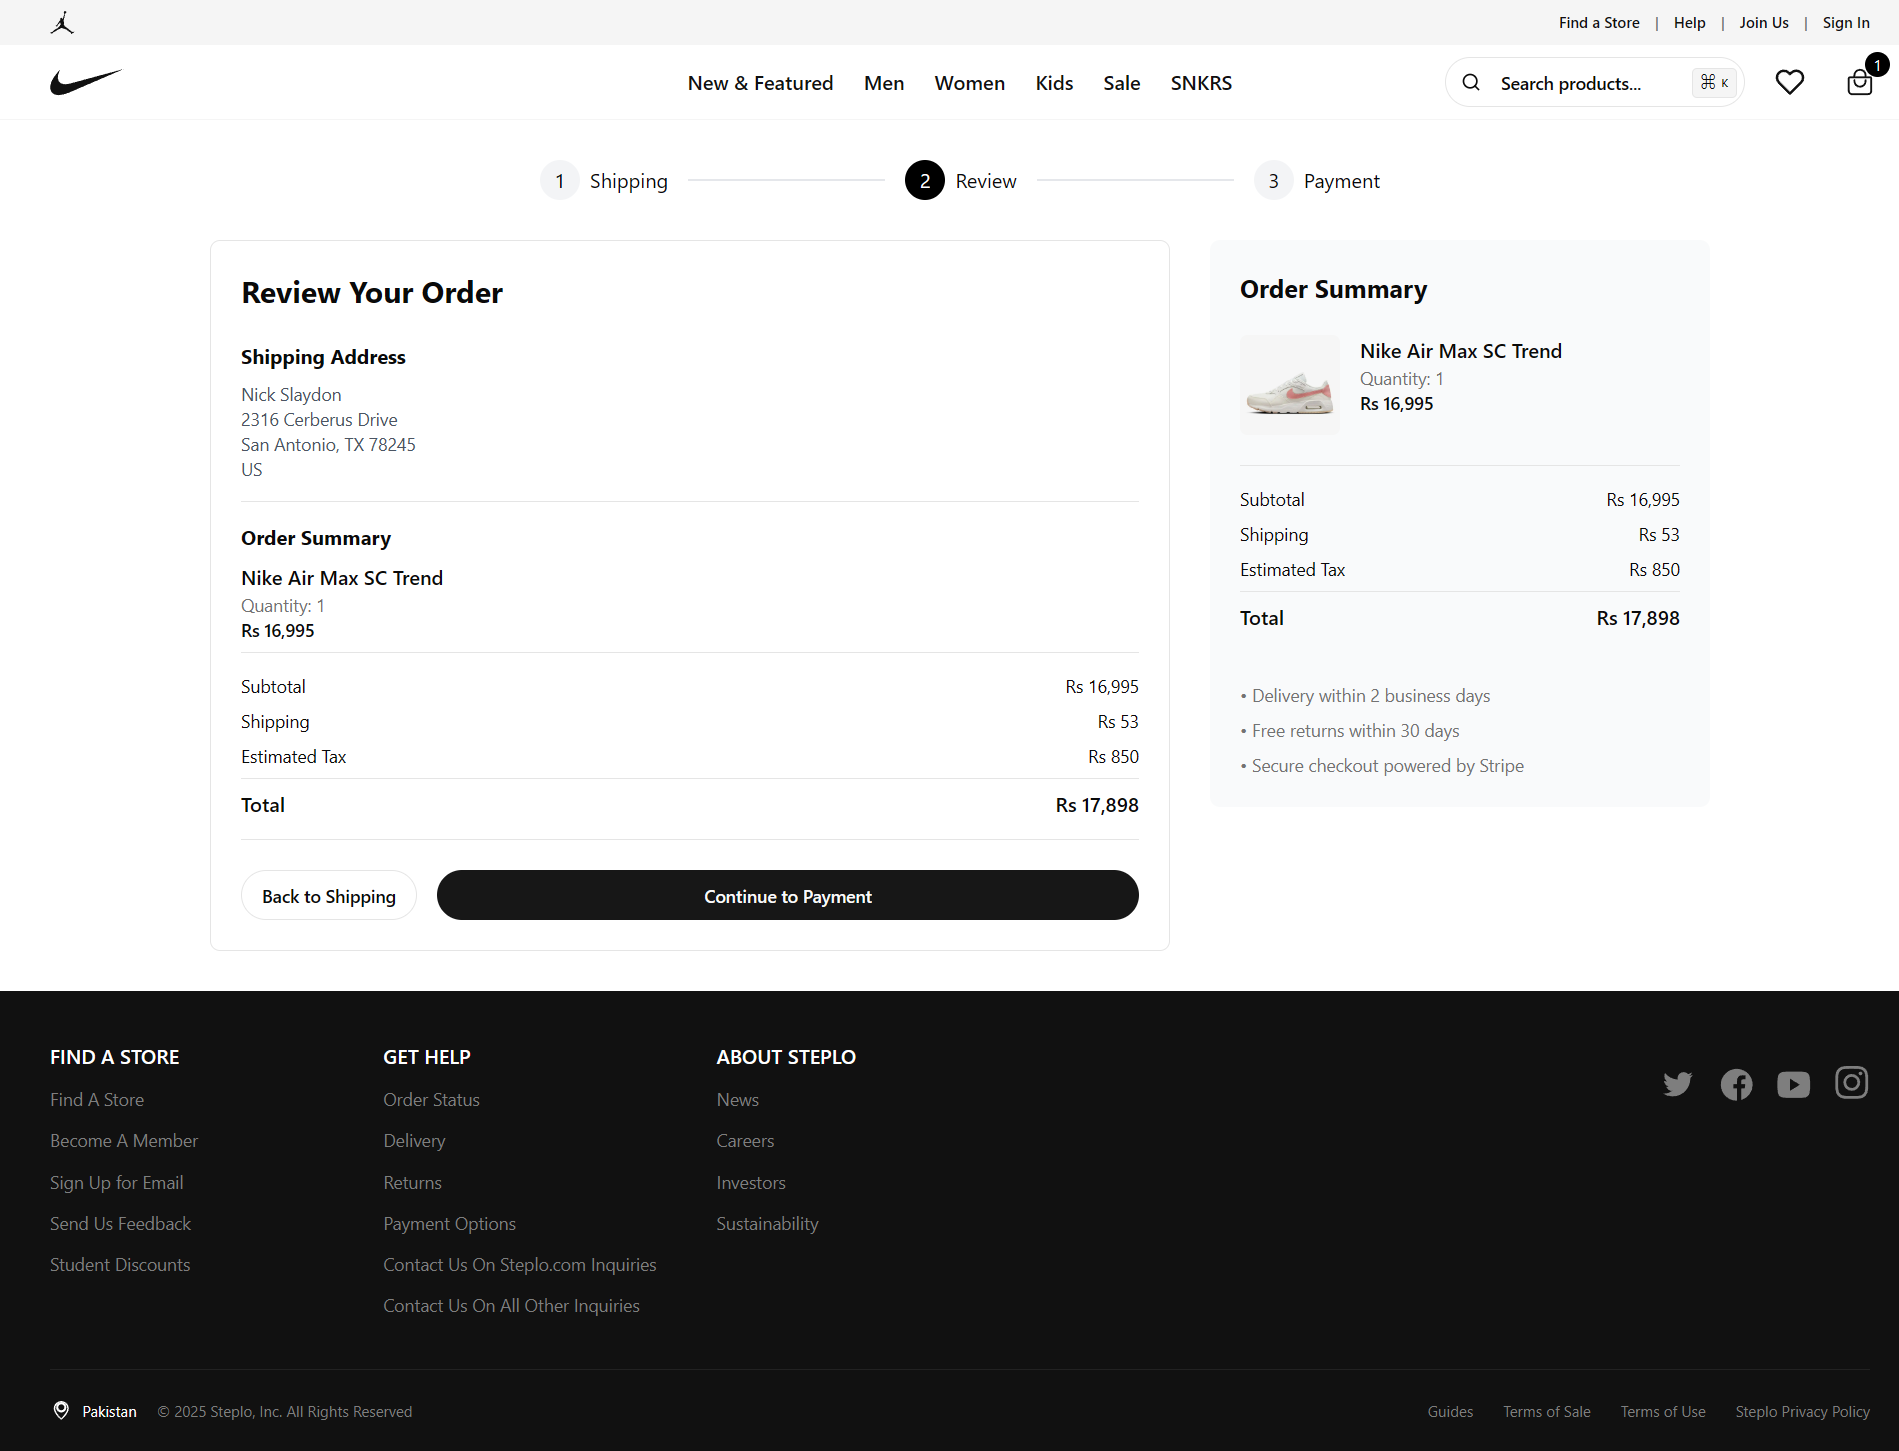 Find a Store | Help | Join Us | Sign In
New & Featured Men Women Kids Sale SNKRS
Search products... ⌘ K
1
1 Shipping 2 Review 3 Payment
Review Your Order
Shipping Address
Nick Slaydon
2316 Cerberus Drive
San Antonio, TX 78245
US
Order Summary
Nike Air Max SC Trend
Quantity: 1
Rs 16,995
Subtotal Rs 16,995
Shipping Rs 53
Estimated Tax Rs 850
Total Rs 17,898
Back to Shipping
Continue to Payment
Order Summary
Nike Air Max SC Trend
Quantity: 1
Rs 16,995
Subtotal Rs 16,995
Shipping Rs 53
Estimated Tax Rs 850
Total Rs 17,898
• Delivery within 2 business days
• Free returns within 30 days
• Secure checkout powered by Stripe
FIND A STORE
Find A Store
Become A Member
Sign Up for Email
Send Us Feedback
Student Discounts
GET HELP
Order Status
Delivery
Returns
Payment Options
Contact Us On Steplo.com Inquiries
Contact Us On All Other Inquiries
ABOUT STEPLO
News
Careers
Investors
Sustainability
Pakistan © 2025 Steplo, Inc. All Rights Reserved
Guides Terms of Sale Terms of Use Steplo Privacy Policy